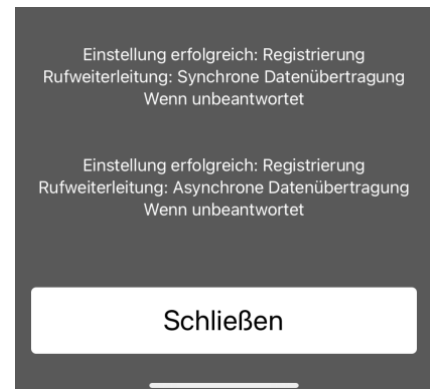 Einstellung erfolgreich: Registrierung
Rufweiterleitung: Synchrone Datenübertragung
Wenn unbeantwortet
Einstellung erfolgreich: Registrierung
Rufweiterleitung: Asynchrone Datenübertragung
Wenn unbeantwortet
Schließen